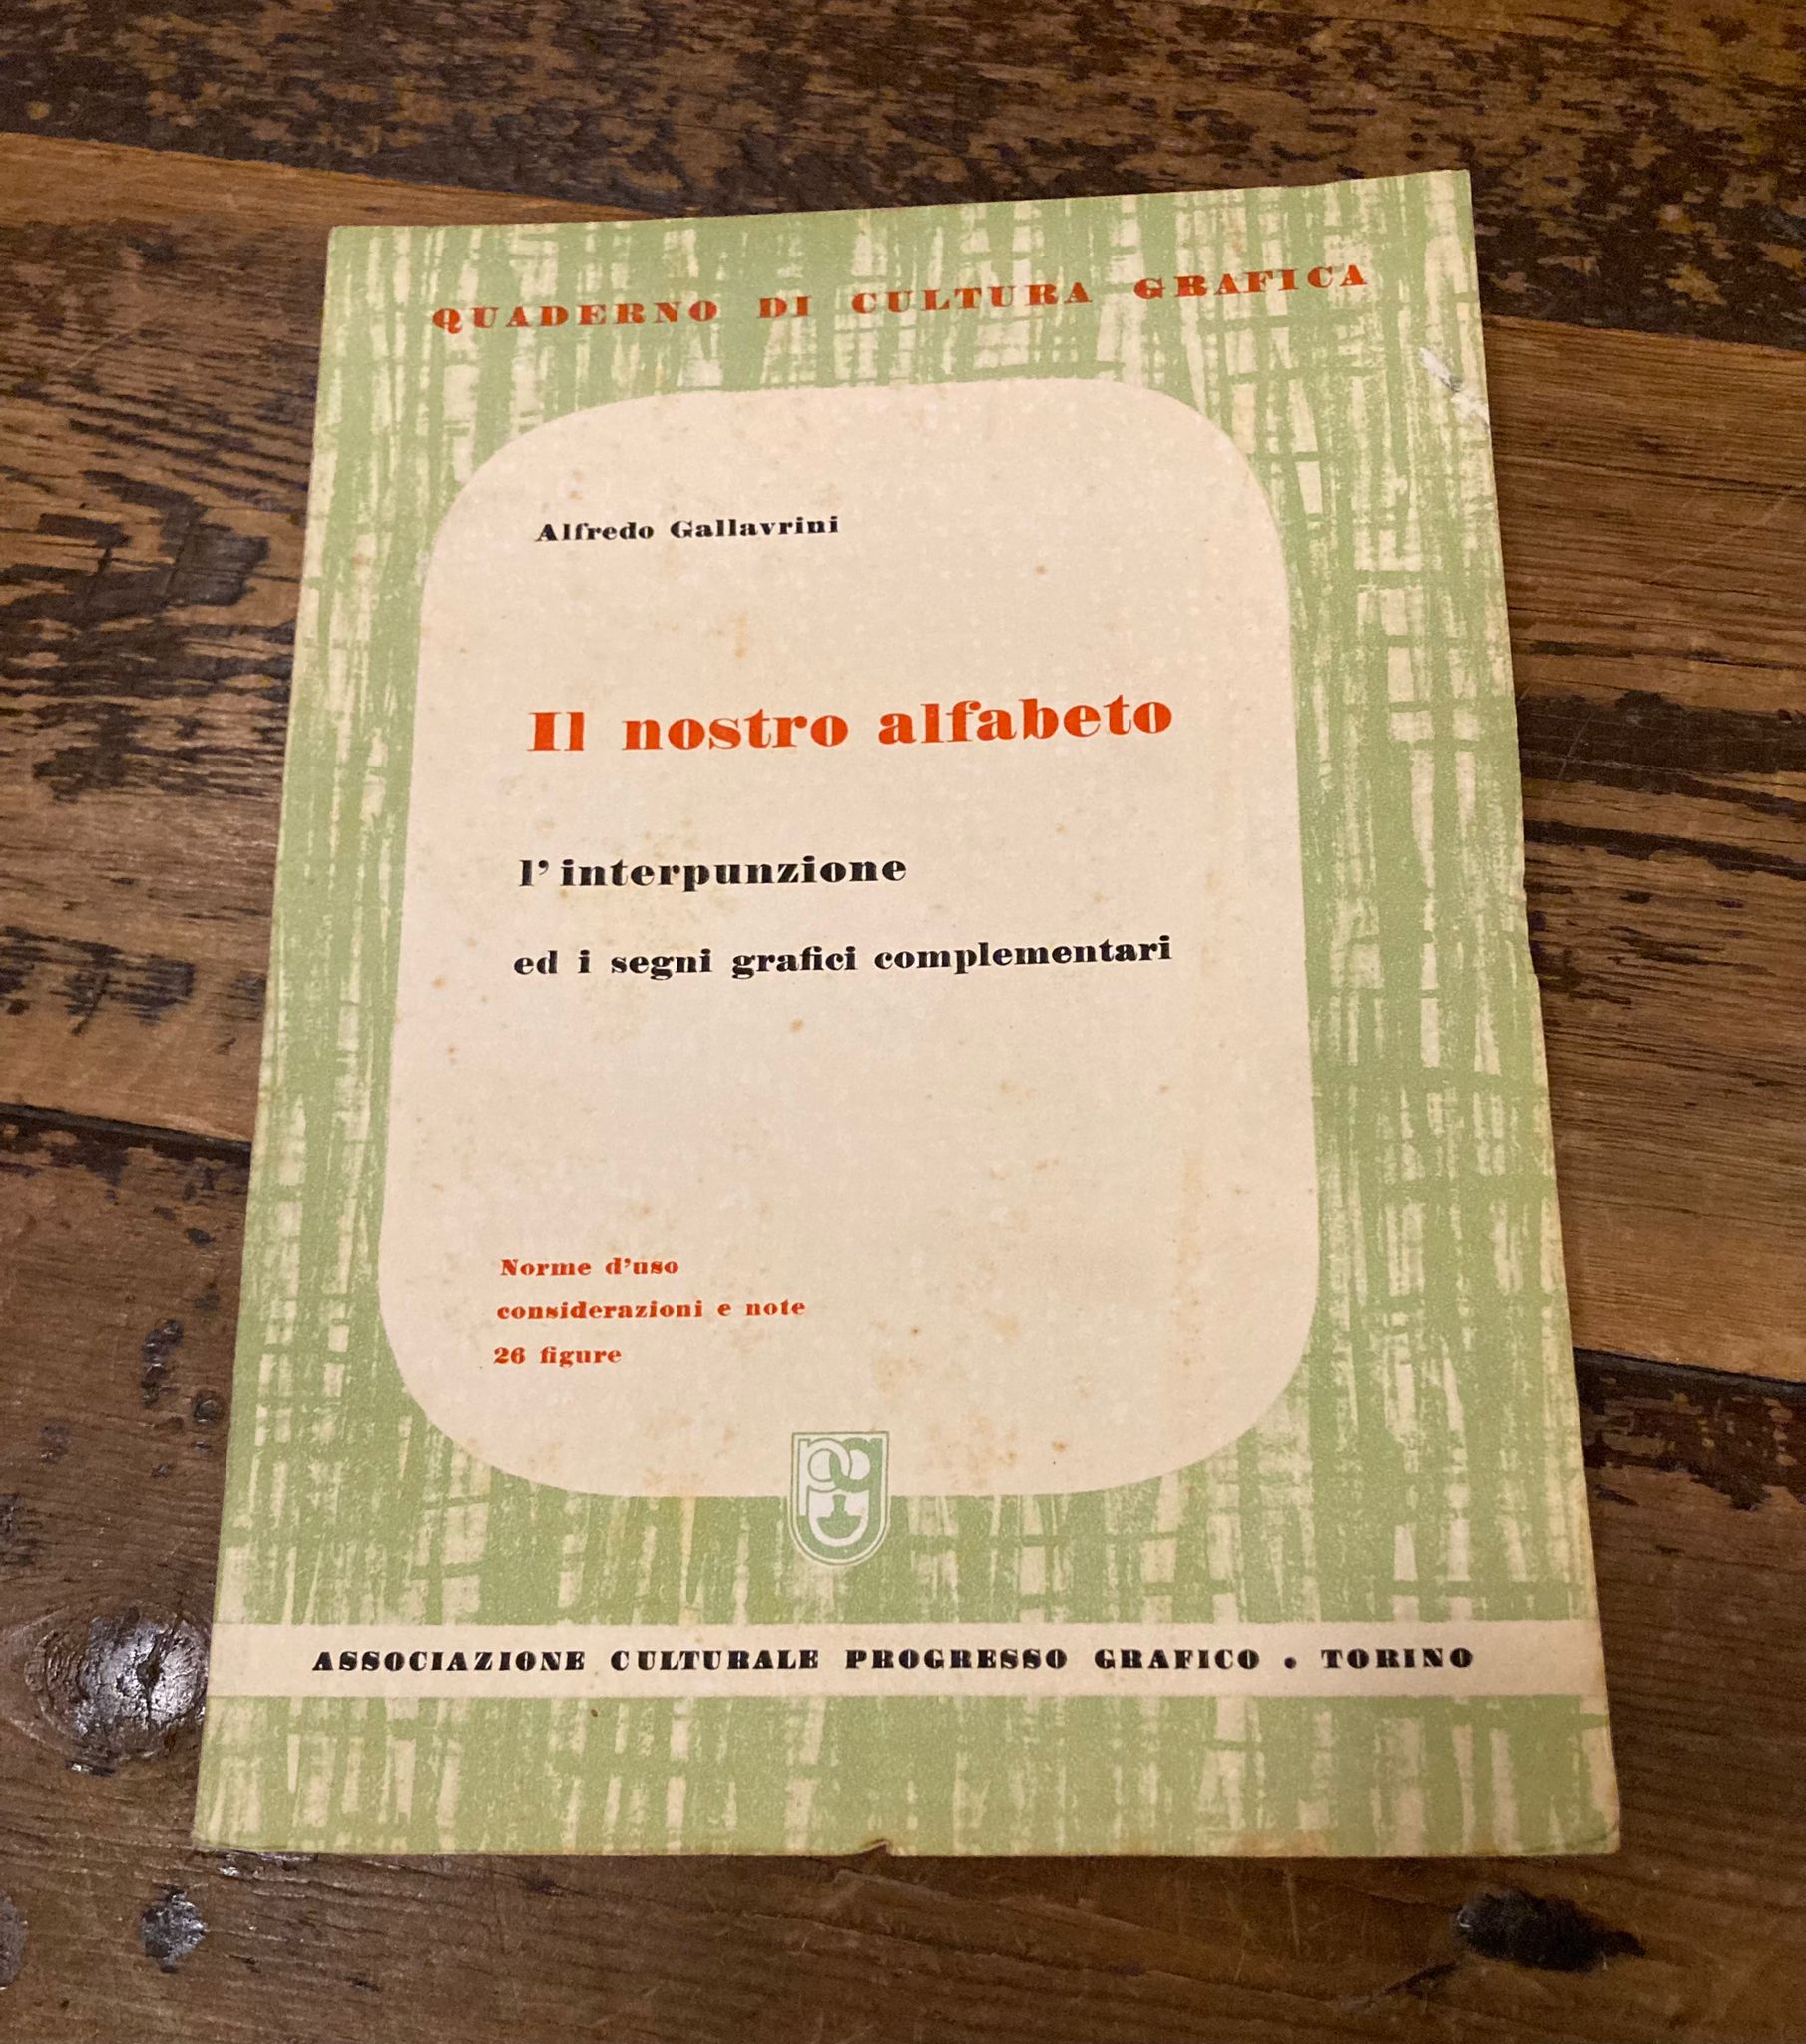 QUADERNO DI CULTURA GRAFICA
Alfredo Gallavrini
Il nostro alfabeto
l'interpunzione
ed i segni grafici complementari
Norme d'uso
considerazioni e note
26 figure
ASSOCIAZIONE CULTURALE PROGRESSO GRAFICO . TORINO